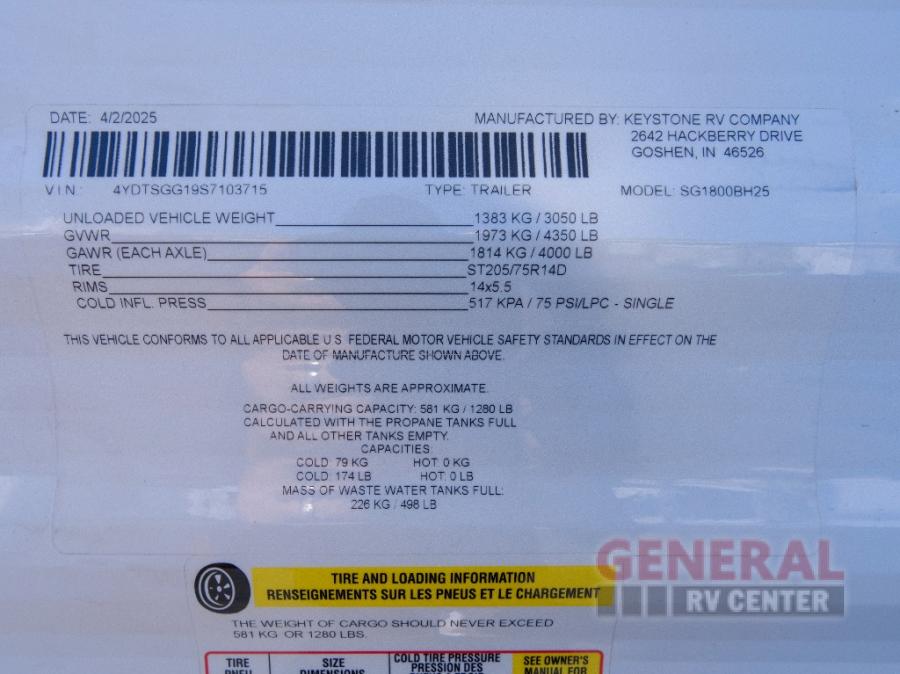 DATE: 4/2/2025
MANUFACTURED BY: KEYSTONE RV COMPANY
2642 HACKBERRY DRIVE
GOSHEN, IN 46526
V I N.: 4YDTSGG19S7103715 TYPE: TRAILER MODEL: SG1800BH25
UNLOADED VEHICLE WEIGHT 1383 KG / 3050 LB
GVWR 1973 KG / 4350 LB
GAWR (EACH AXLE) 1814 KG / 4000 LB
TIRE ST205/75R14D
RIMS 14x5.5
COLD INFL. PRESS 517 KPA / 75 PSI/LPC - SINGLE
THIS VEHICLE CONFORMS TO ALL APPLICABLE U.S. FEDERAL MOTOR VEHICLE SAFETY STANDARDS IN EFFECT ON THE
DATE OF MANUFACTURE SHOWN ABOVE.
ALL WEIGHTS ARE APPROXIMATE.
CARGO-CARRYING CAPACITY: 581 KG / 1280 LB
CALCULATED WITH THE PROPANE TANKS FULL
AND ALL OTHER TANKS EMPTY.
CAPACITIES:
COLD: 79 KG HOT: 0 KG
COLD: 174 LB HOT: 0 LB
MASS OF WASTE WATER TANKS FULL:
226 KG / 498 LB
TIRE AND LOADING INFORMATION
RENSEIGNEMENTS SUR LES PNEUS ET LE CHARGEMENT
THE WEIGHT OF CARGO SHOULD NEVER EXCEED
581 KG OR 1280 LBS.
TIRE SIZE COLD TIRE PRESSURE SEE OWNER'S
PNEU DIMENSIONS PRESSION DES MANUAL FOR
GENERAL
RV CENTER